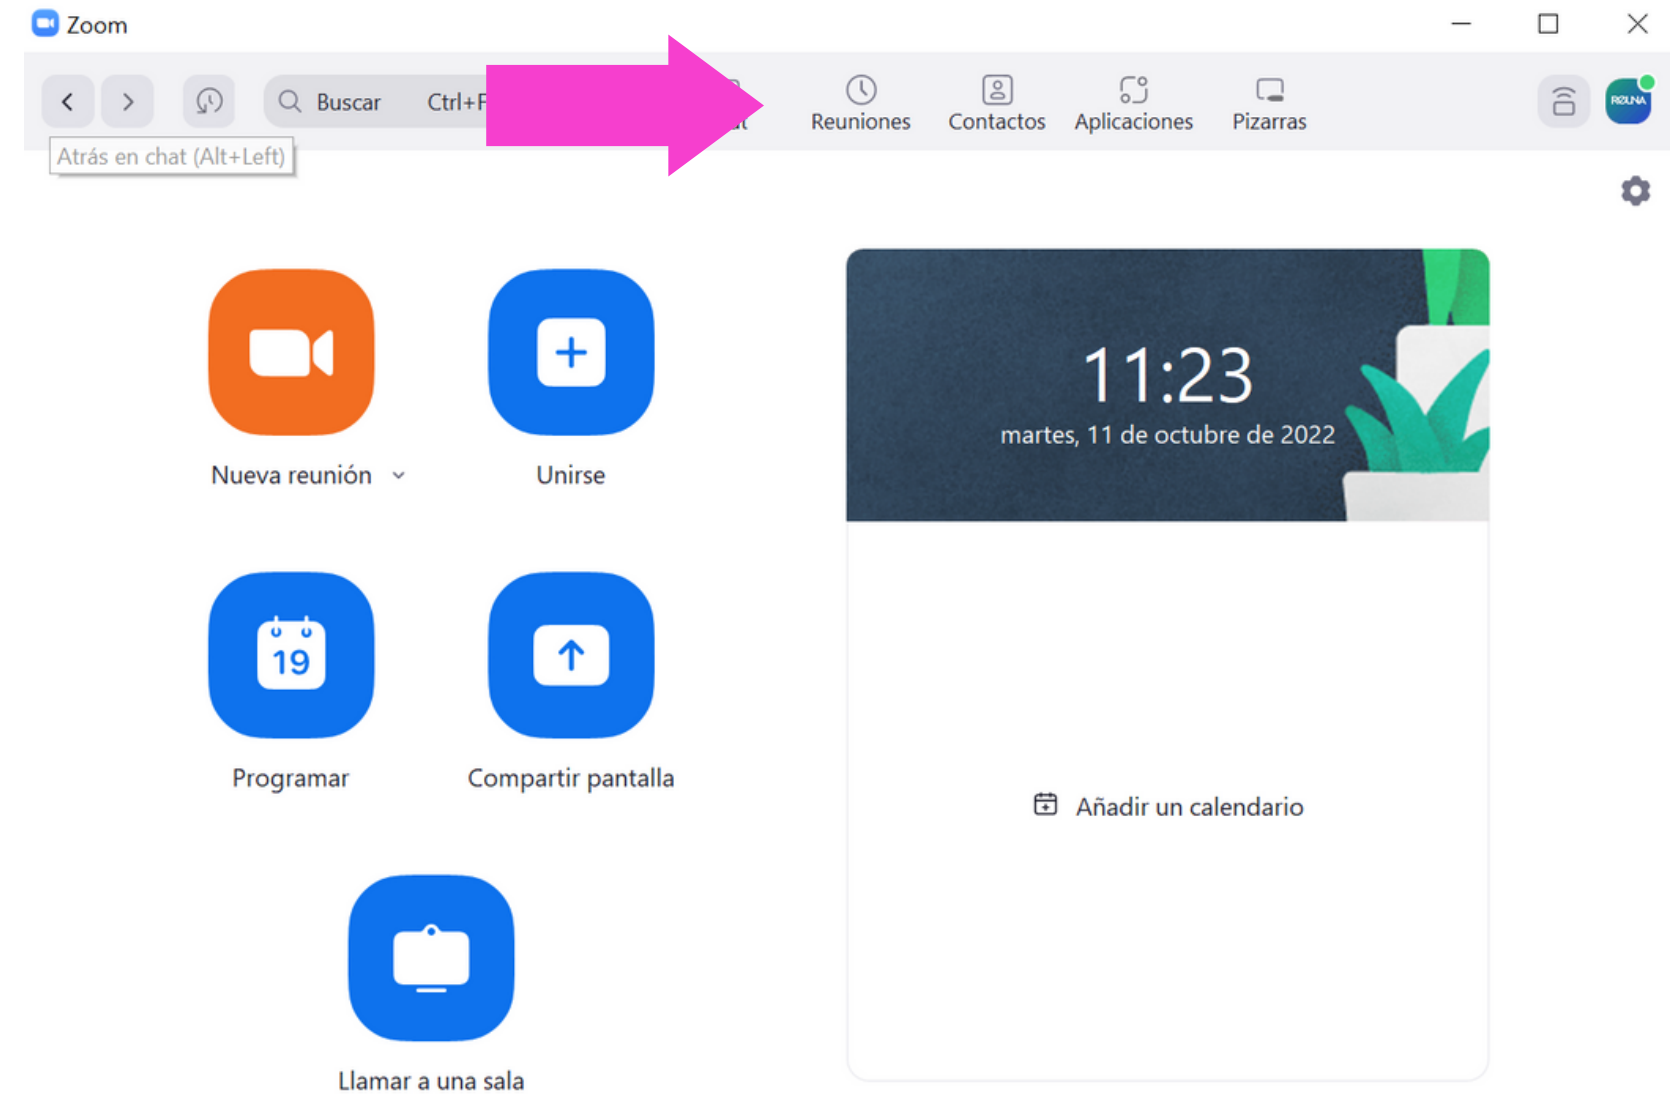 Zoom
Buscar Ctrl+F
Reuniones Contactos Aplicaciones Pizarras
REUNA
Atrás en chat (Alt+Left)
11:23
martes, 11 de octubre de 2022
Nueva reunión Unirse
19
Programar Compartir pantalla
Añadir un calendario
Llamar a una sala